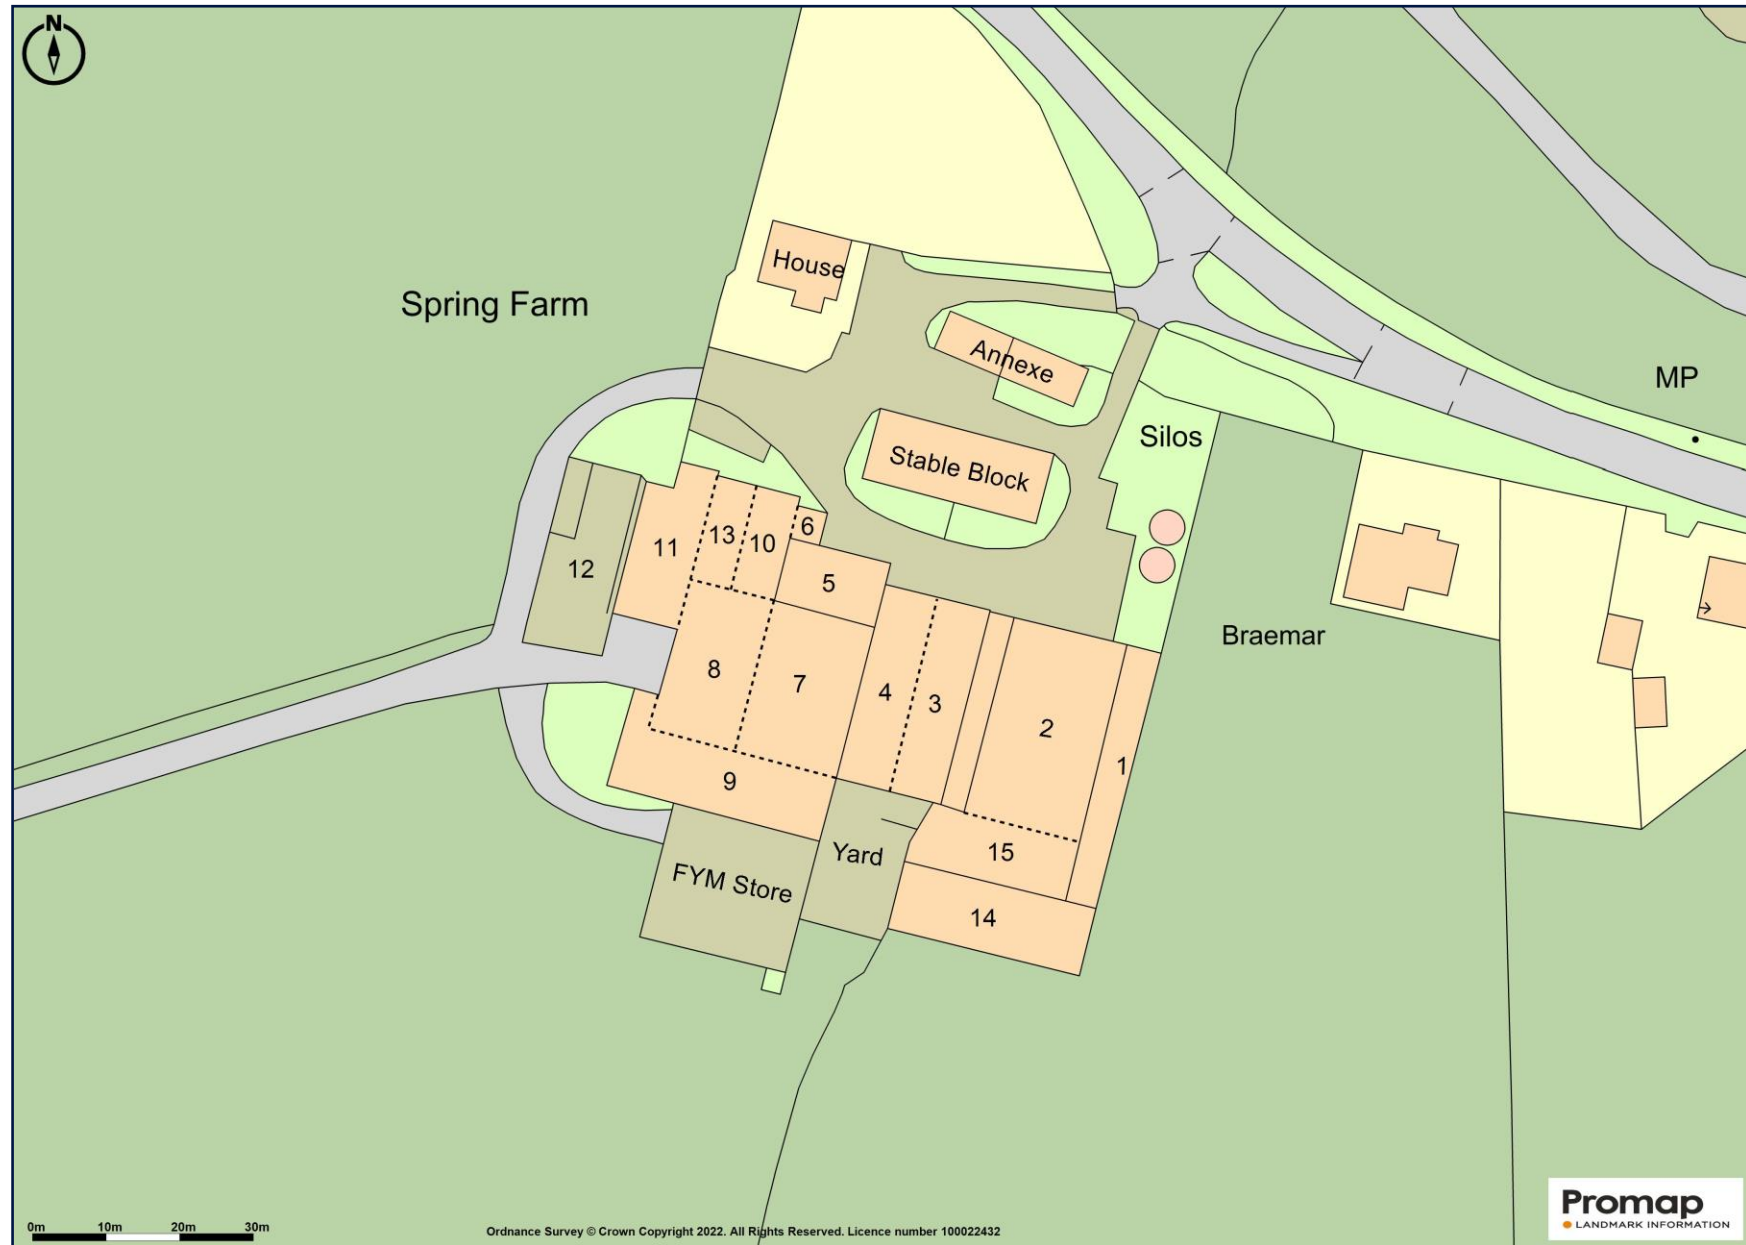 N
House
Spring Farm
Annexe
MP
Silos
Stable Block
6
13
10
11
12
5
Braemar
8
7
4
3
2
1
9
15
Yard
FYM Store
14
0m 10m 20m 30m
Ordnance Survey © Crown Copyright 2022. All Rights Reserved. Licence number 100022432
Promap
LANDMARK INFORMATION